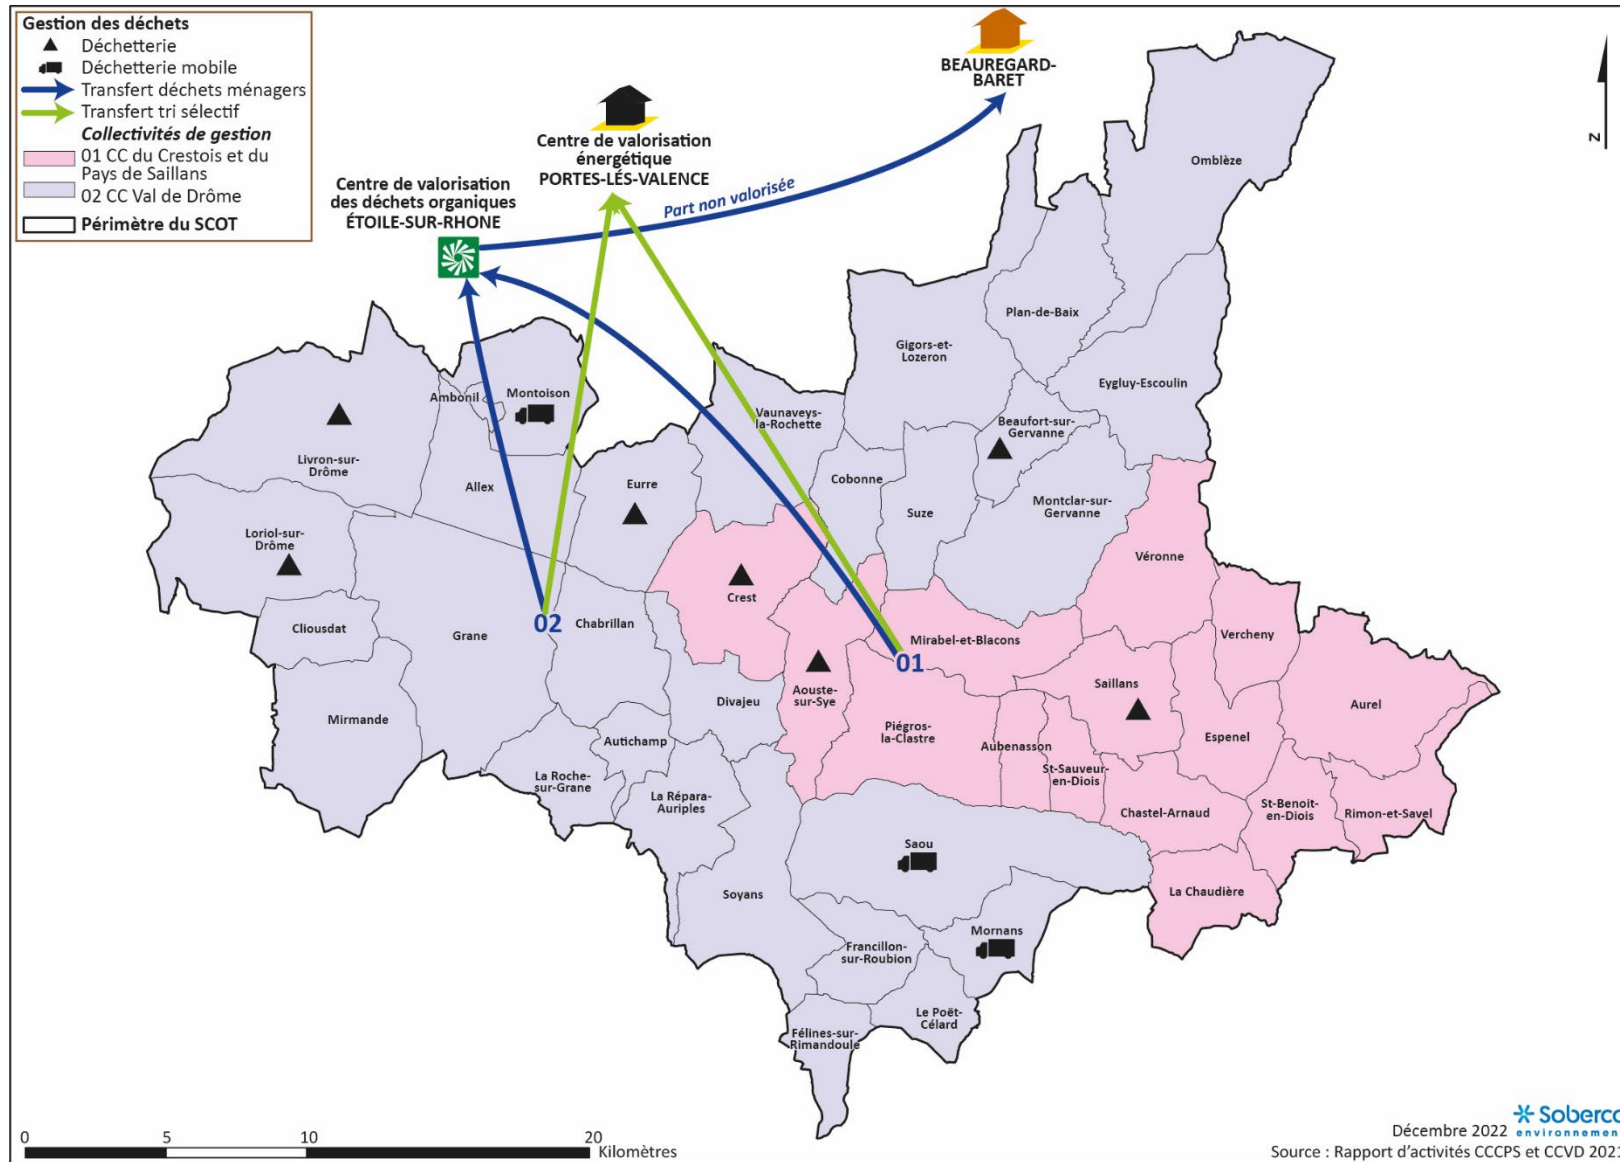 Gestion des déchets
Déchetterie
Déchetterie mobile
Transfert déchets ménagers
Transfert tri sélectif
Collectivités de gestion
01 CC du Crestois et du
Pays de Saillans
02 CC Val de Drôme
Périmètre du SCOT
BEAUREGARD-
BARET
Centre de valorisation
énergétique
PORTES-LÉS-VALENCE
Centre de valorisation
des déchets organiques
ÉTOILE-SUR-RHONE
Part non valorisée
Z
Omblèze
Plan-de-Baix
Gigors-et-
Lozeron
Eygluy-Escoulin
Ambonil
Montoison
Vaunaveys-
la-Rochette
Beaufort-sur-
Gervanne
Livron-sur-
Drôme
Allex
Eurre
Cobonne
Suze
Montclar-sur-
Gervanne
Loriol-sur-
Drôme
Crest
Véronne
Cliousdat
Grane
02
Chabrillan
Mirabel-et-Blacons
01
Vercheny
Mirmande
Divajeu
Aouste-
sur-Sye
Saillans
Aurel
Autichamp
Piégros-
la-Clastre
Aubenasson
Espenel
St-Sauveur-
en-Diois
La Roche-
sur-Grane
La Répara-
Auriples
Chastel-Arnaud
St-Benoit-
en-Diois
Rimon-et-Savel
Saou
Soyans
La Chaudière
Francillon-
sur-Roubion
Mornans
Le Poët-
Célard
Félines-sur-
Rimandoule
0 5 10 20
Kilomètres
Soberco
environnement
Décembre 2022
Source : Rapport d'activités CCCPS et CCVD 2021